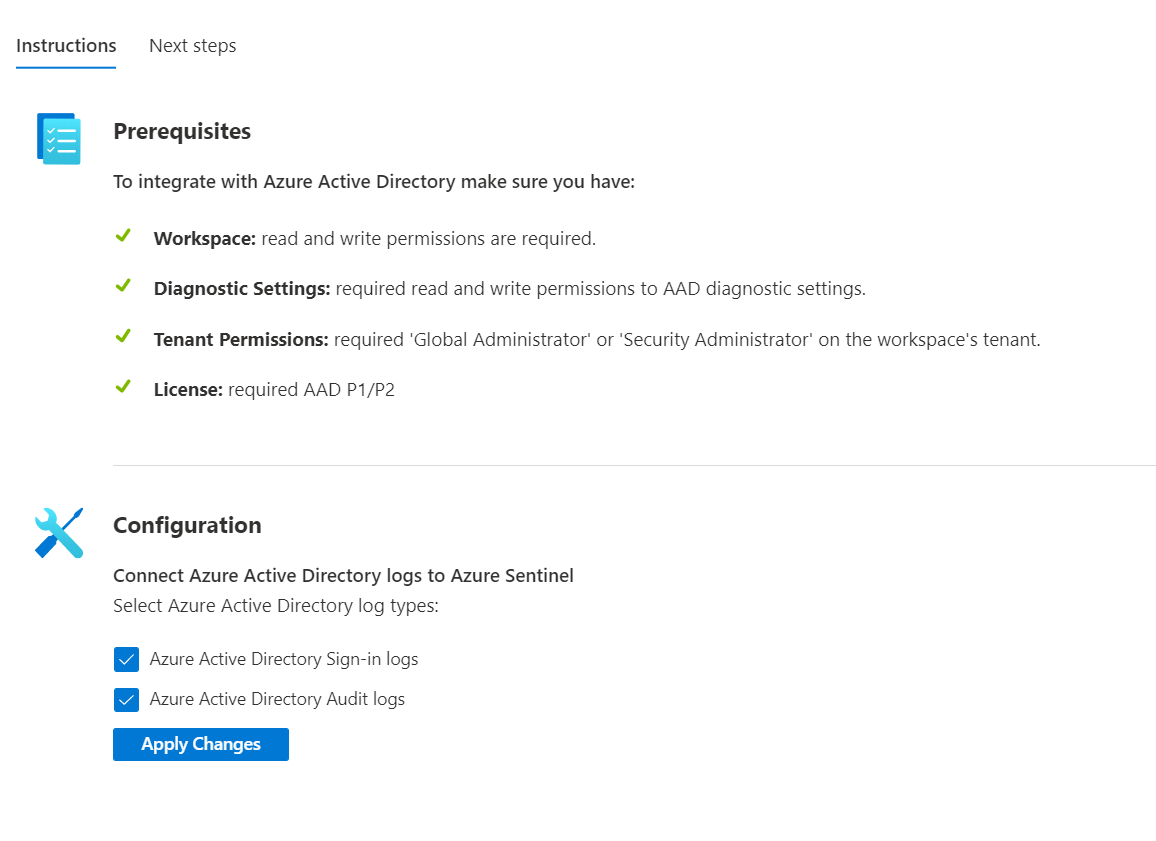 Instructions
Next steps
Prerequisites
To integrate with Azure Active Directory make sure you have:
Workspace: read and write permissions are required.
Diagnostic Settings: required read and write permissions to AAD diagnostic settings.
Tenant Permissions: required 'Global Administrator' or 'Security Administrator' on the workspace's tenant.
License: required AAD P1/P2
Configuration
Connect Azure Active Directory logs to Azure Sentinel
Select Azure Active Directory log types:
Azure Active Directory Sign-in logs
Azure Active Directory Audit logs
Apply Changes